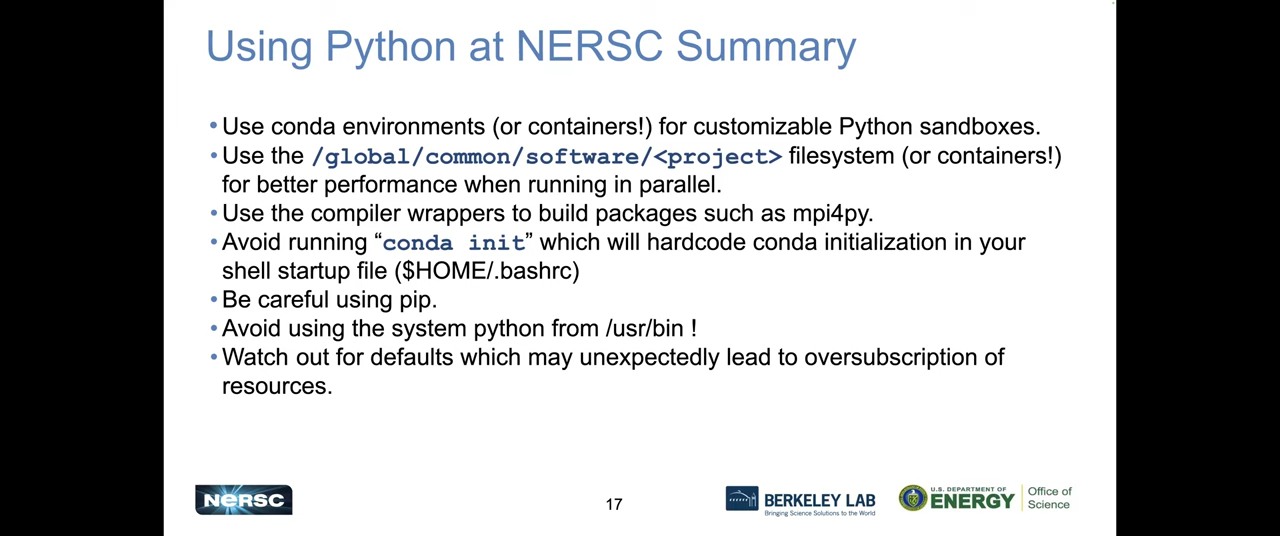 Using Python at NERSC Summary
• Use conda environments (or containers!) for customizable Python sandboxes.
• Use the /global/common/software/<project> filesystem (or containers!)
for better performance when running in parallel.
• Use the compiler wrappers to build packages such as mpi4py.
• Avoid running “conda init” which will hardcode conda initialization in your
shell startup file ($HOME/.bashrc)
• Be careful using pip.
• Avoid using the system python from /usr/bin !
• Watch out for defaults which may unexpectedly lead to oversubscription of
resources.
NERSC
17
BERKELEY LAB
Bringing Science Solutions to the World
U.S. DEPARTMENT OF
ENERGY
Office of
Science